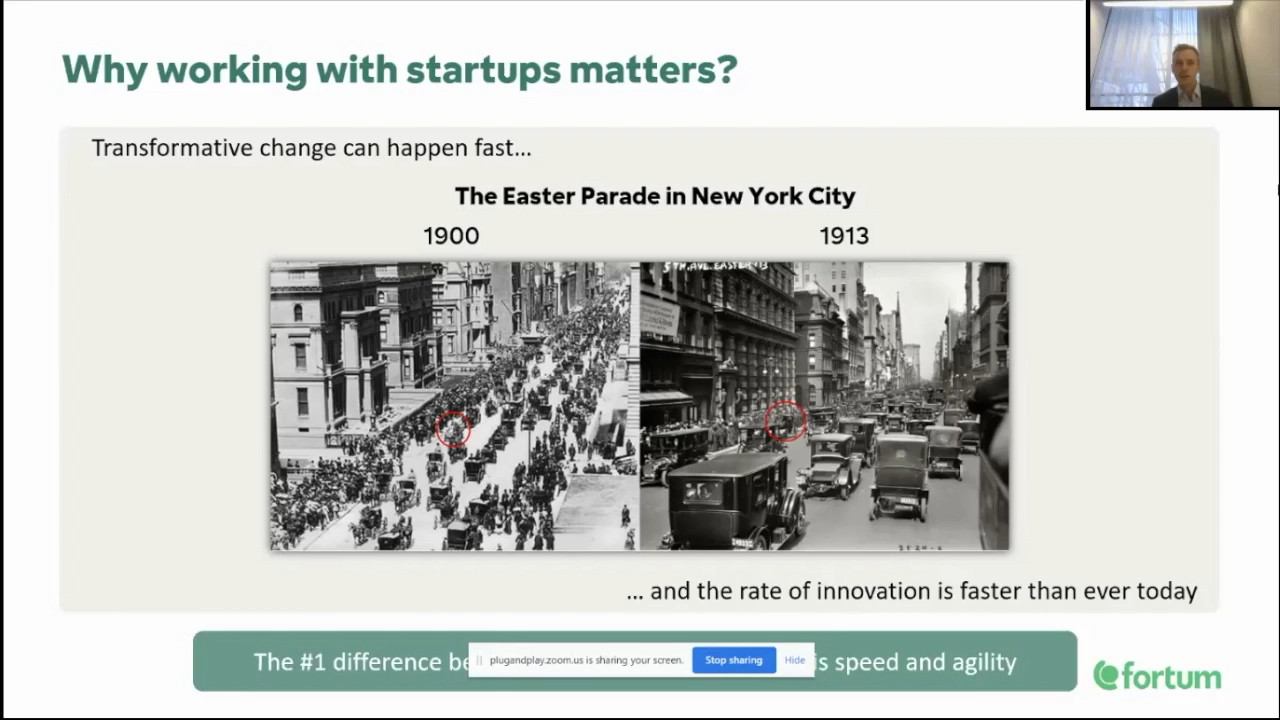 Why working with startups matters?
Transformative change can happen fast...
The Easter Parade in New York City
1900 1913
5TH AVE EASTER '13
... and the rate of innovation is faster than ever today
The #1 difference be
plugandplay.zoom.us is sharing your screen. Stop sharing Hide
is speed and agility
fortum